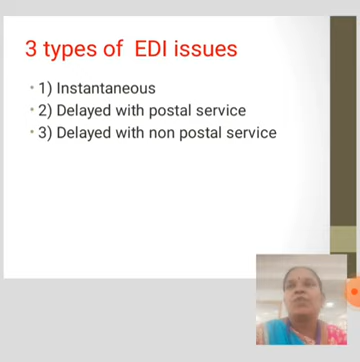 3 types of EDI issues
1) Instantaneous
2) Delayed with postal service
3) Delayed with non postal service